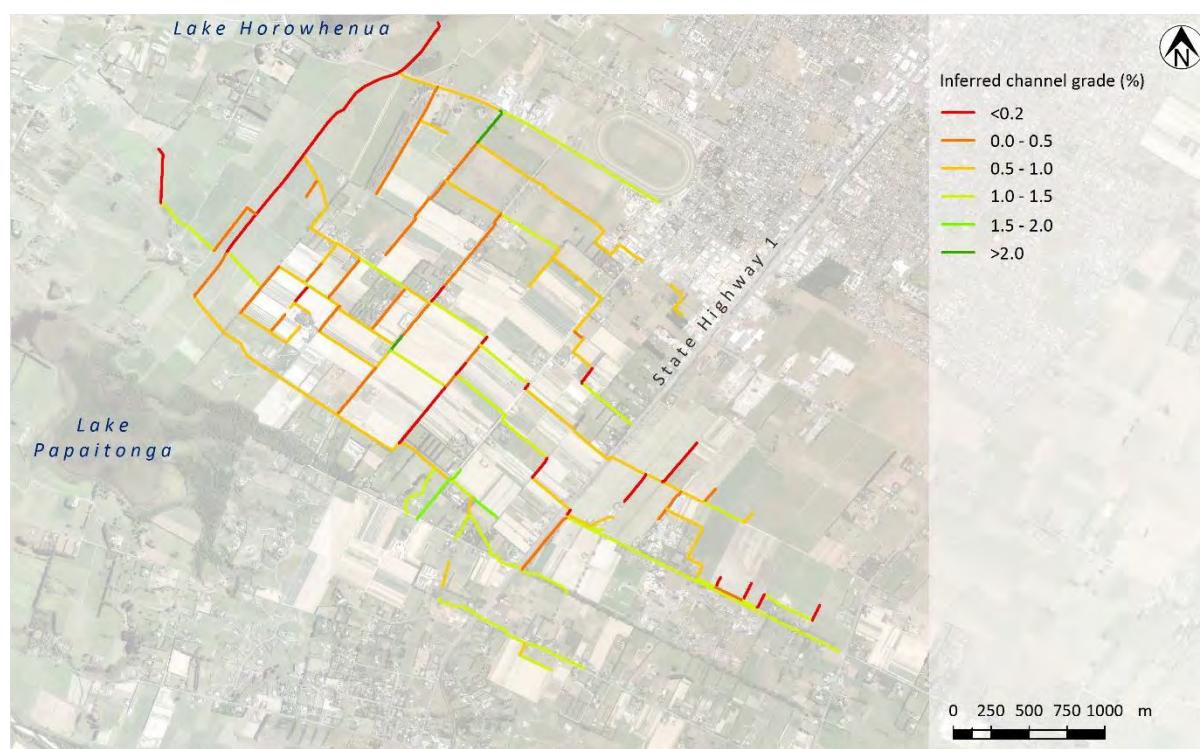 Lake Horowhenua
N
Inferred channel grade (%)
<0.2
0.0 - 0.5
0.5 - 1.0
1.0 - 1.5
1.5 - 2.0
>2.0
State Highway 1
Lake
Papaitonga
0 250 500 750 1000 m